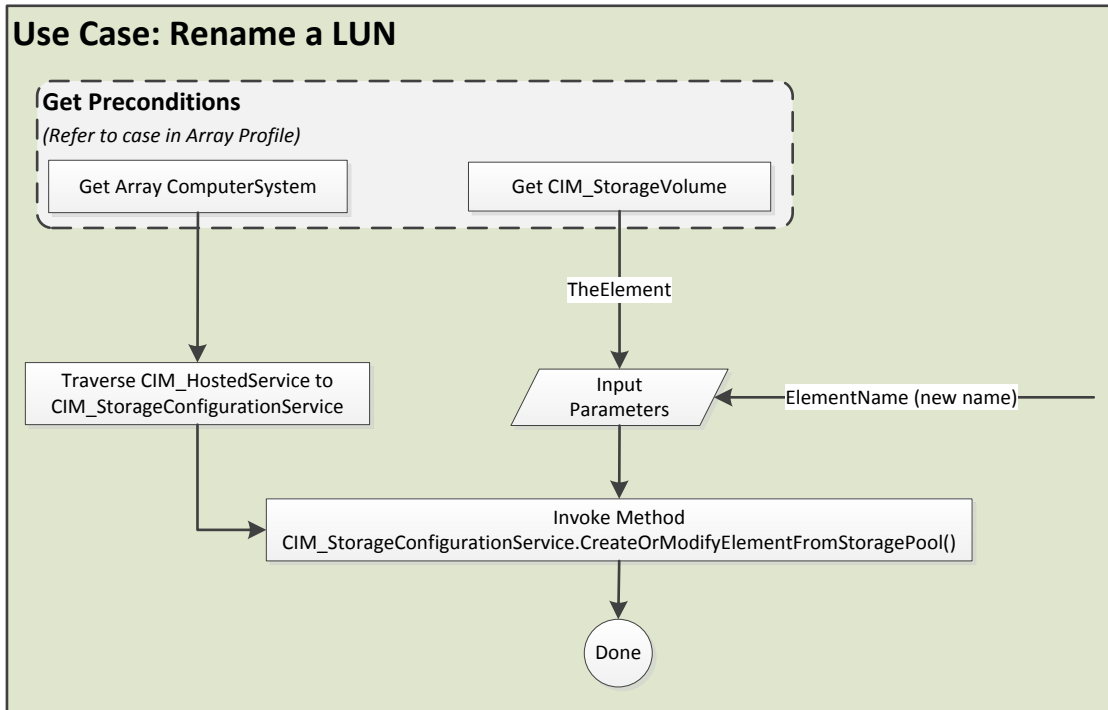 Use Case: Rename a LUN
Get Preconditions
(Refer to case in Array Profile)
Get Array ComputerSystem
Get CIM_StorageVolume
TheElement
Traverse CIM_HostedService to
CIM_StorageConfigurationService
Input
Parameters
ElementName (new name)
Invoke Method
CIM_StorageConfigurationService.CreateOrModifyElementFromStoragePool()
Done